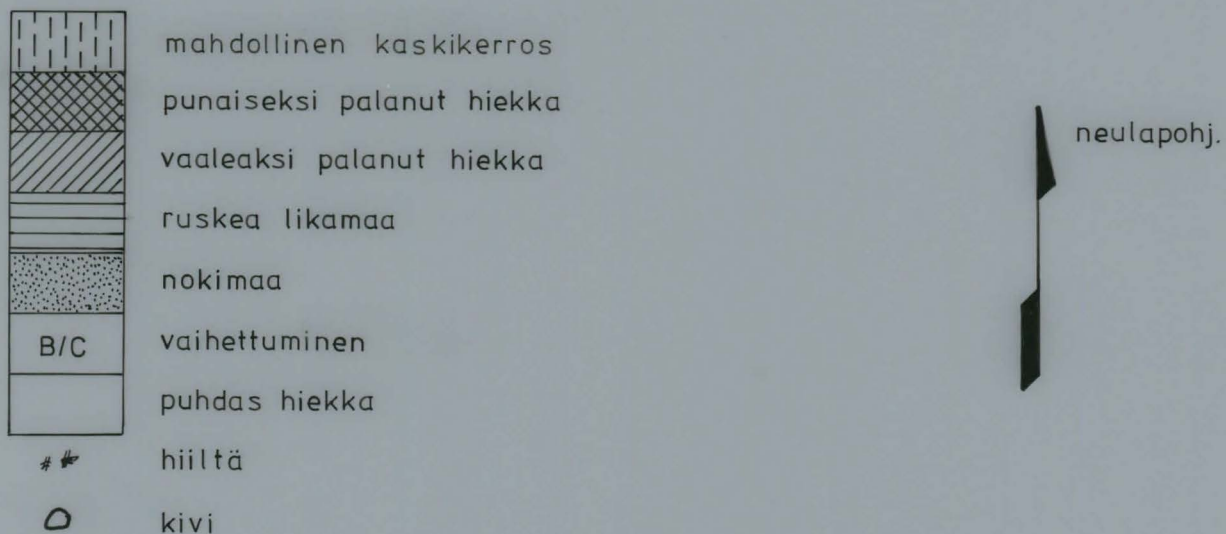 mahdollinen kaskikerros
punaiseksi palanut hiekka
vaaleaksi palanut hiekka
ruskea likamaa
nokimaa
B/C vaihettuminen
puhdas hiekka
hiiltä
kivi
neulapohj.